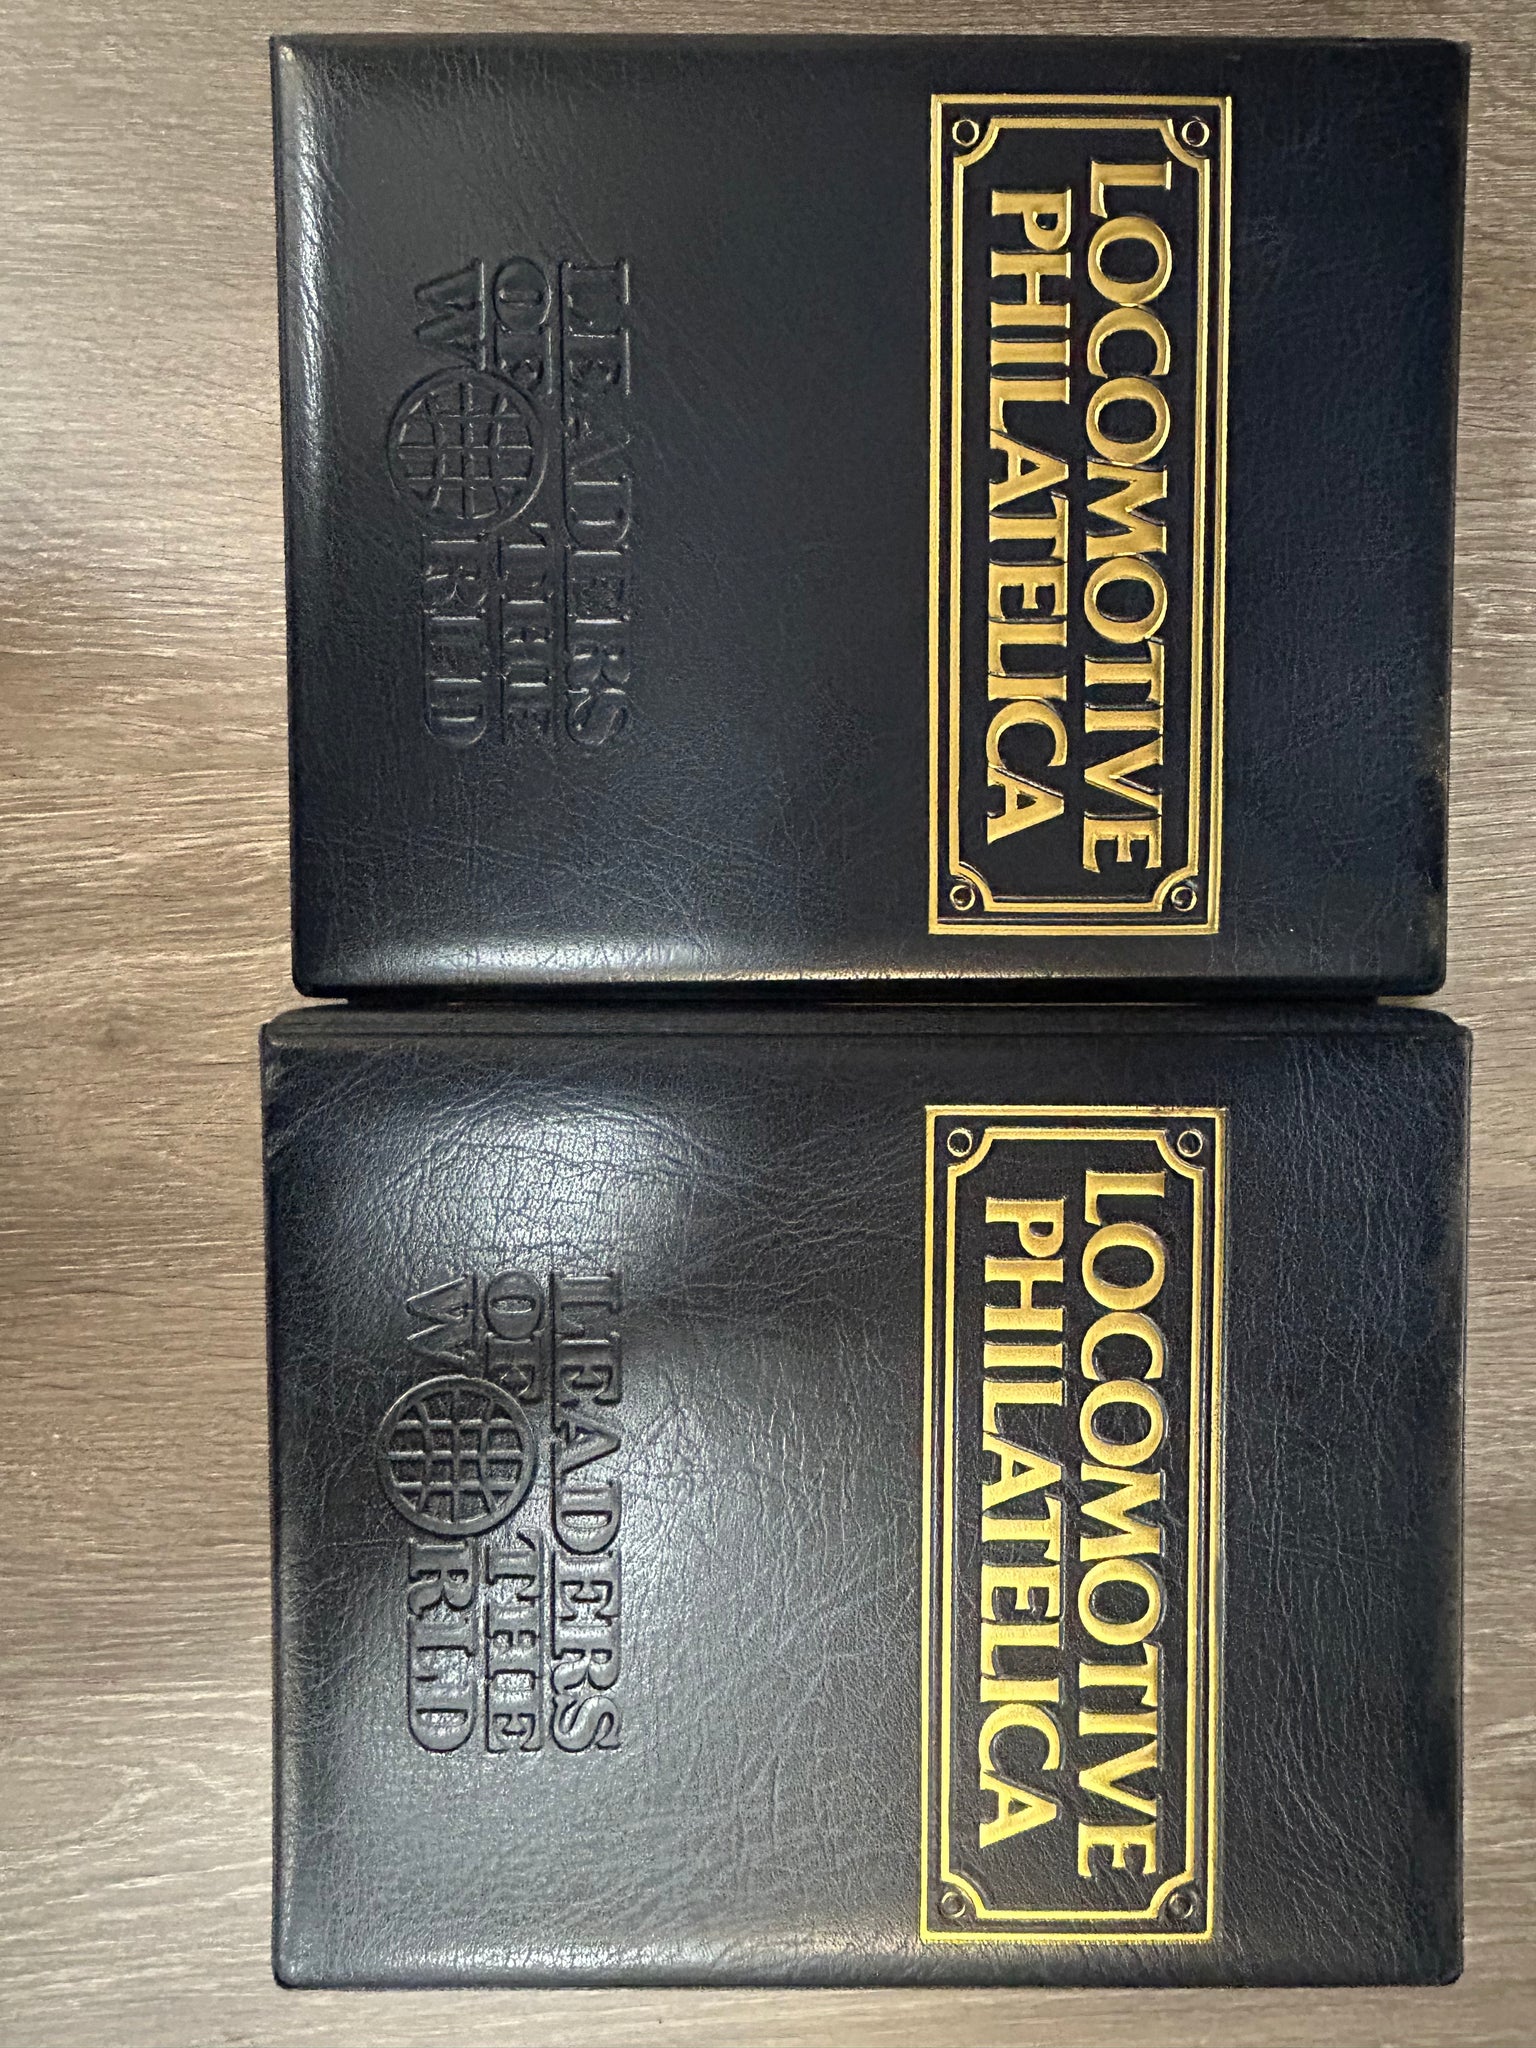 LOCOMOTIVE
PHILATELICA
LEADERS
OF THE
WORLD
LOCOMOTIVE
PHILATELICA
LEADERS
OF THE
WORLD